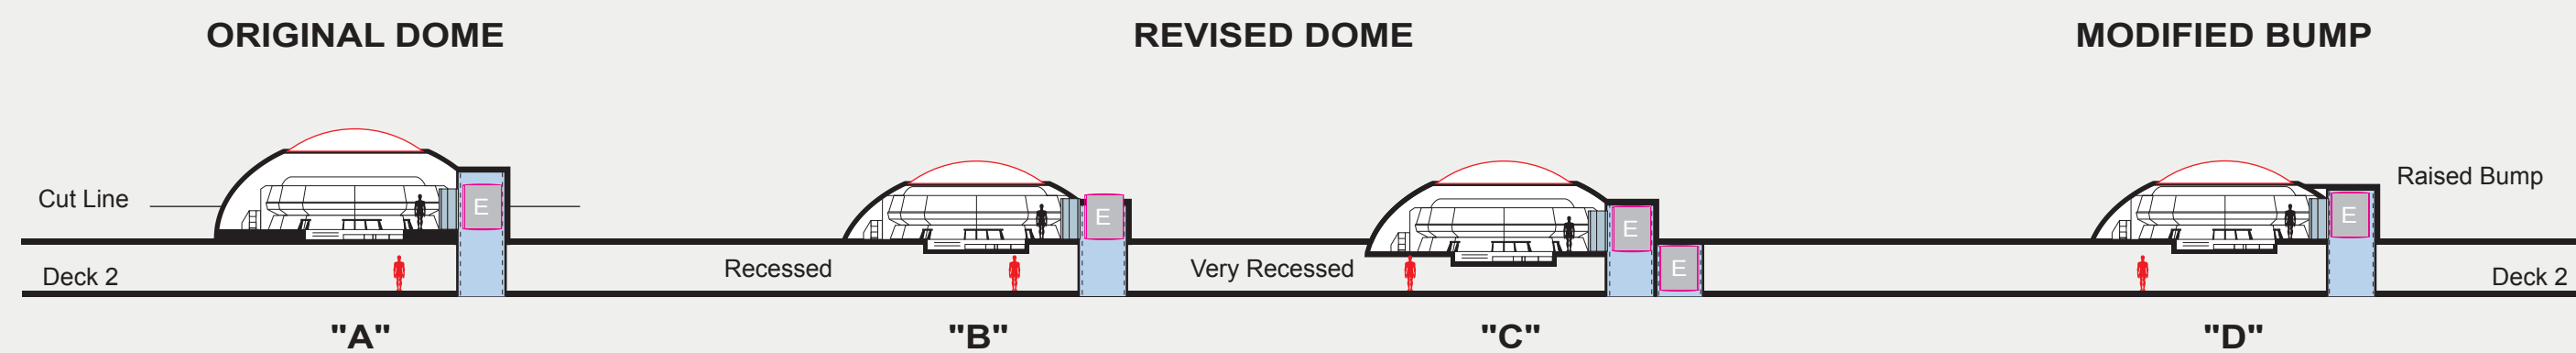 ORIGINAL DOME
REVISED DOME
MODIFIED BUMP
Cut Line
Raised Bump
E
E
E
E
E
Deck 2
Recessed
Very Recessed
Deck 2
"A"
"B"
"C"
"D"